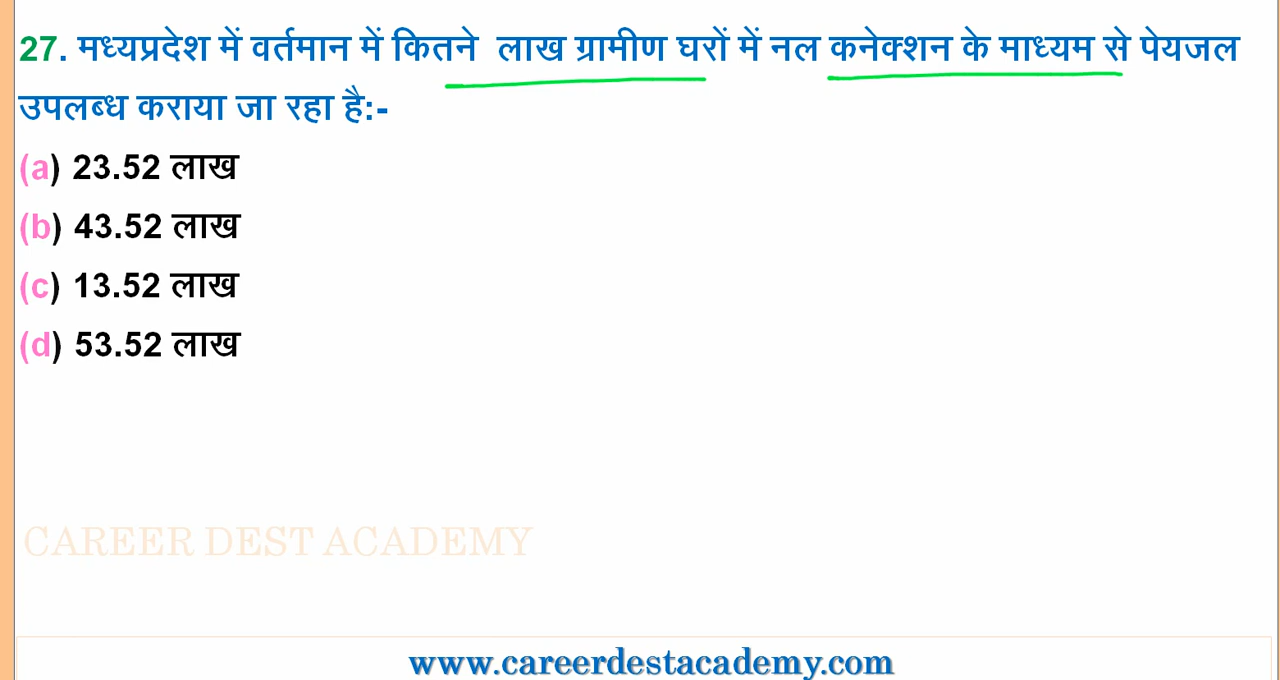 27. मध्यप्रदेश में वर्तमान में कितने लाख ग्रामीण घरों में नल कनेक्शन के माध्यम से पेयजल
उपलब्ध कराया जा रहा है:-
(a) 23.52 लाख
(b) 43.52 लाख
(c) 13.52 लाख
(d) 53.52 लाख
CAREER DEST ACADEMY
www.careerdestacademy.com